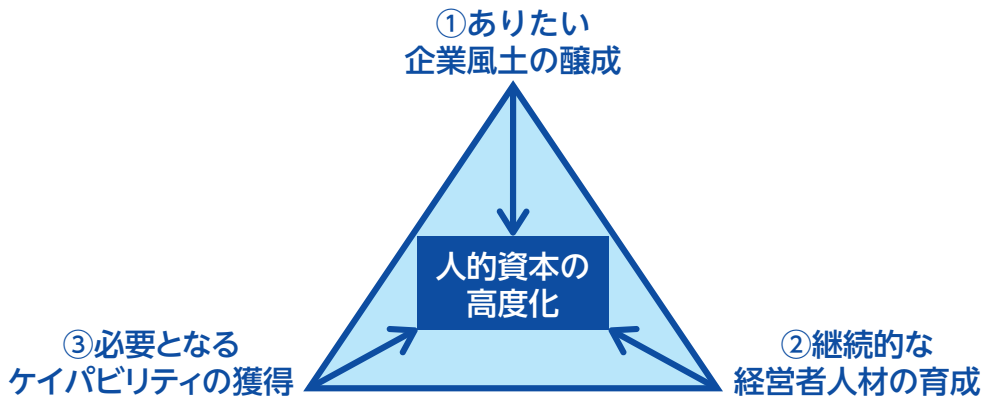 ①ありたい
企業風土の醸成
人的資本の
高度化
③必要となる
ケイパビリティの獲得
②継続的な
経営者人材の育成